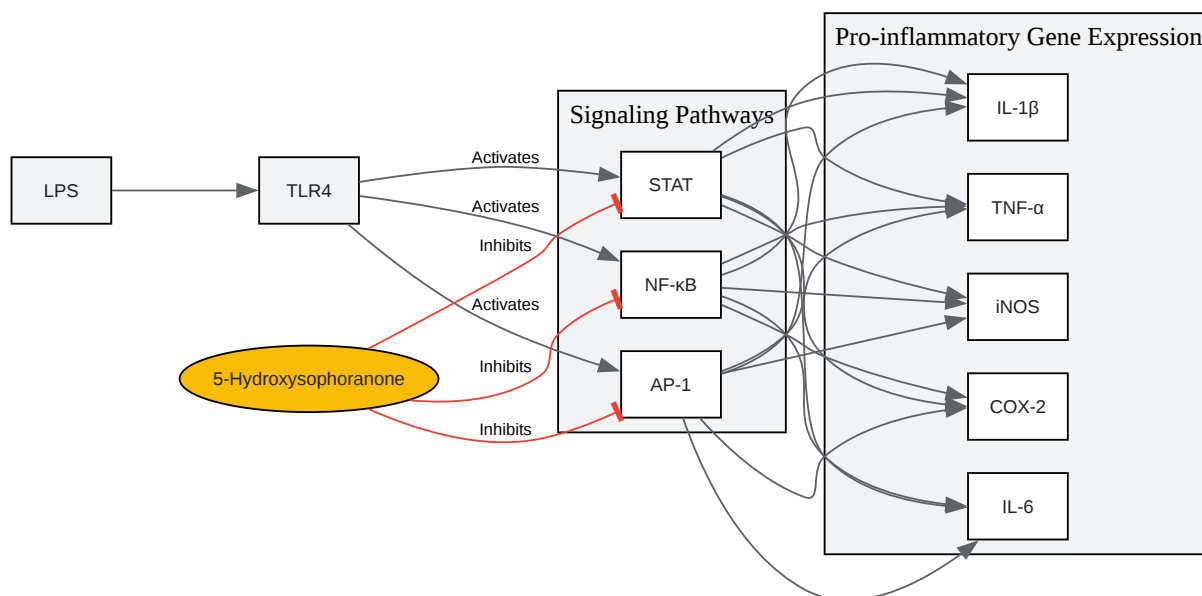 Pro-inflammatory Gene Expression
IL-1β
Signaling Pathways
LPS
TLR4
Activates
STAT
TNF-α
Activates
Inhibits
NF-κB
iNOS
Activates
5-Hydroxysophoranone
Inhibits
AP-1
COX-2
Inhibits
IL-6